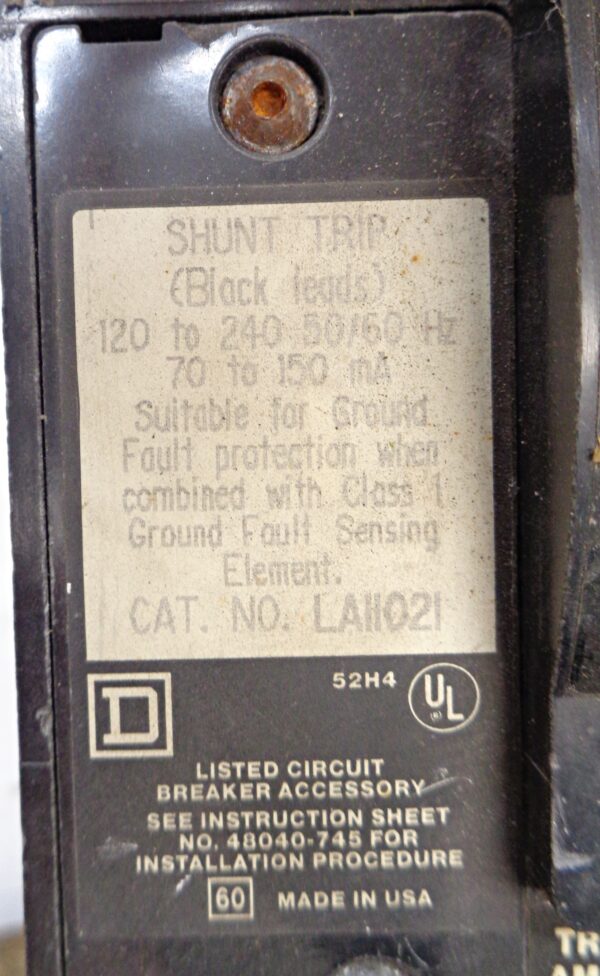 SHUNT TRIP
(Black leads)
120 to 240 50/60 Hz
70 to 150 mA
Suitable for Ground
Fault protection when
combined with Class 1
Ground Fault Sensing
Element.
CAT. NO. LA11021
D
52H4
UL
(R)
LISTED CIRCUIT
BREAKER ACCESSORY
SEE INSTRUCTION SHEET
NO. 48040-745 FOR
INSTALLATION PROCEDURE
60 MADE IN USA
TR